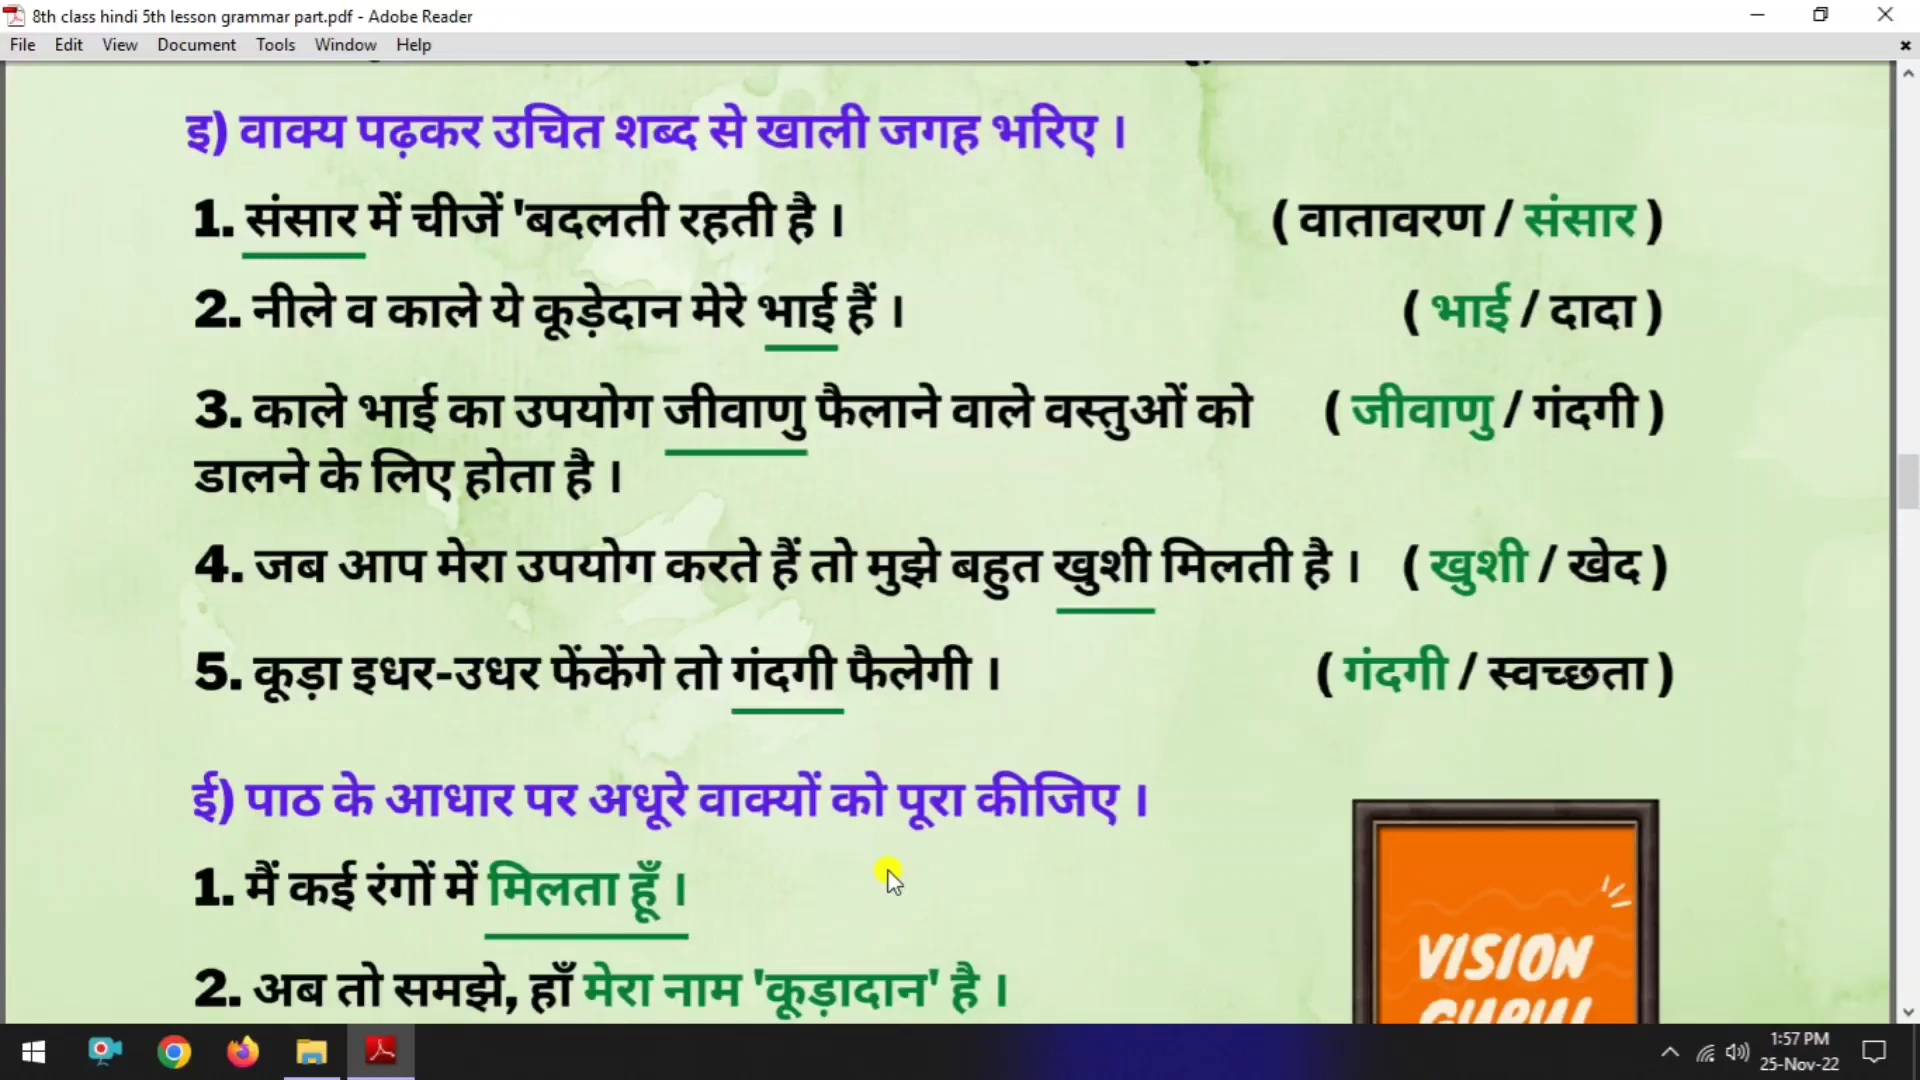 8th class hindi 5th lesson grammar part.pdf - Adobe Reader
File Edit View Document Tools Window Help
इ) वाक्य पढ़कर उचित शब्द से खाली जगह भरिए ।
1. संसार में चीजें 'बदलती रहती है । ( वातावरण / संसार )
2. नीले व काले ये कूड़ेदान मेरे भाई हैं । ( भाई / दादा )
3. काले भाई का उपयोग जीवाणु फैलाने वाले वस्तुओं को ( जीवाणु / गंदगी )
डालने के लिए होता है ।
4. जब आप मेरा उपयोग करते हैं तो मुझे बहुत खुशी मिलती है । ( खुशी / खेद )
5. कूड़ा इधर-उधर फेंकेंगे तो गंदगी फैलेगी । ( गंदगी / स्वच्छता )
ई) पाठ के आधार पर अधूरे वाक्यों को पूरा कीजिए ।
1. मैं कई रंगों में मिलता हूँ ।
2. अब तो समझे, हाँ मेरा नाम 'कूड़ादान' है ।
VISION
1:57 PM
25-Nov-22